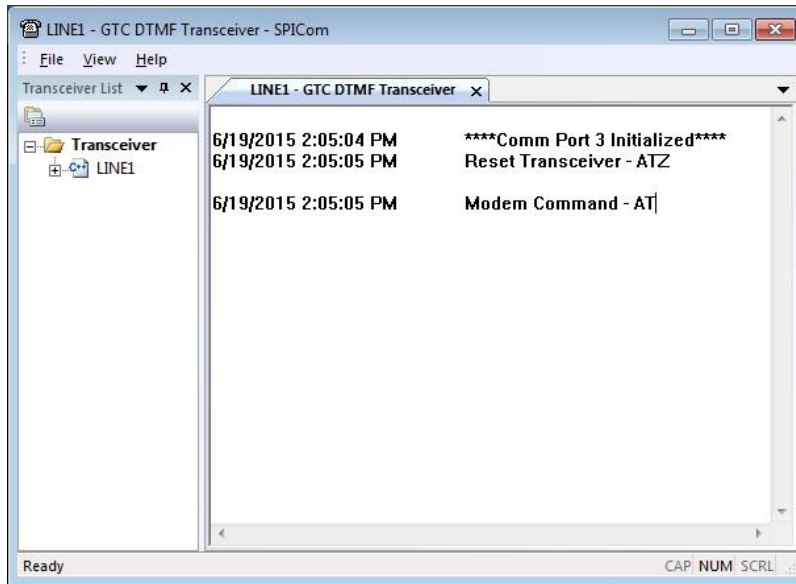 LINE1 - GTC DTMF Transceiver - SPICom
File View Help
Transceiver List
LINE1 - GTC DTMF Transceiver
Transceiver
C++ LINE1
6/19/2015 2:05:04 PM ****Comm Port 3 Initialized****
6/19/2015 2:05:05 PM Reset Transceiver - ATZ
6/19/2015 2:05:05 PM Modem Command - AT
Ready CAP NUM SCRL